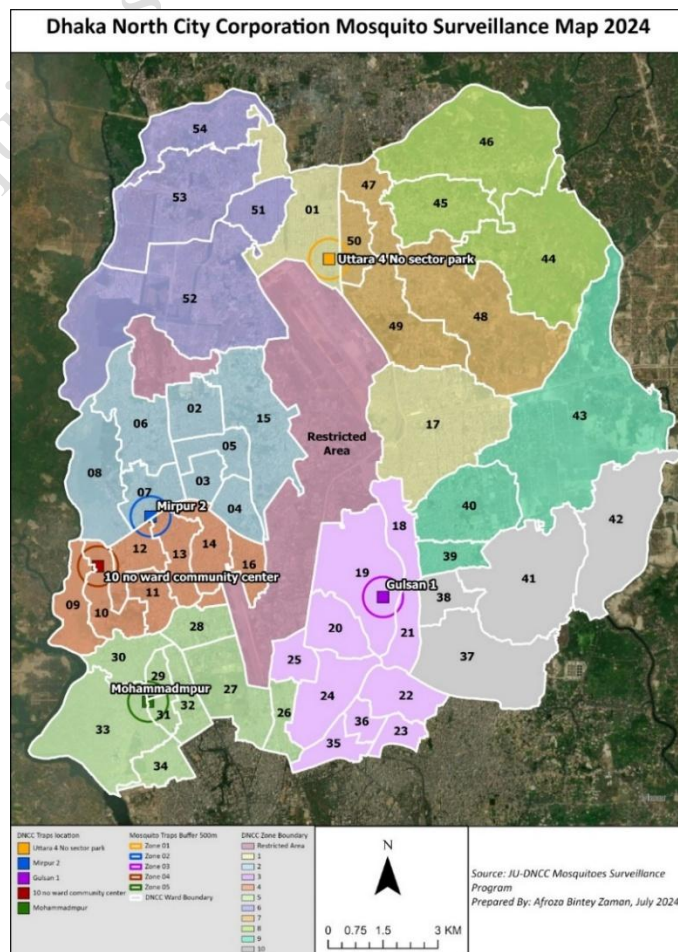 Dhaka North City Corporation Mosquito Surveillance Map 2024
54
46
53
47
51
01
45
50
Uttara 4 No sector park
44
52
49
48
02
15
06
17
43
05
Restricted
Area
08
03
07
04
40
Mirpur 2
18
42
14
12
13
39
16
19
41
10 no ward community center
Gulsan 1
09
11
38
10
20
21
28
37
30
25
29
27
22
Mohammadmpur
24
31
32
26
36
33
23
35
34
DNCC Traps location
Uttara 4 No sector park
Mirpur 2
Gulsan 1
10 no ward community center
Mohammadmpur
Mosquito Traps Buffer 500m
Zone 01
Zone 02
Zone 03
Zone 04
Zone 05
DNCC Ward Boundary
DNCC Zone Boundary
Restricted Area
1
2
3
4
5
6
7
8
9
10
N
0 0.75 1.5 3 KM
Source: JU-DNCC Mosquitoes Surveillance
Program
Prepared By: Afroza Bintey Zaman, July 2024